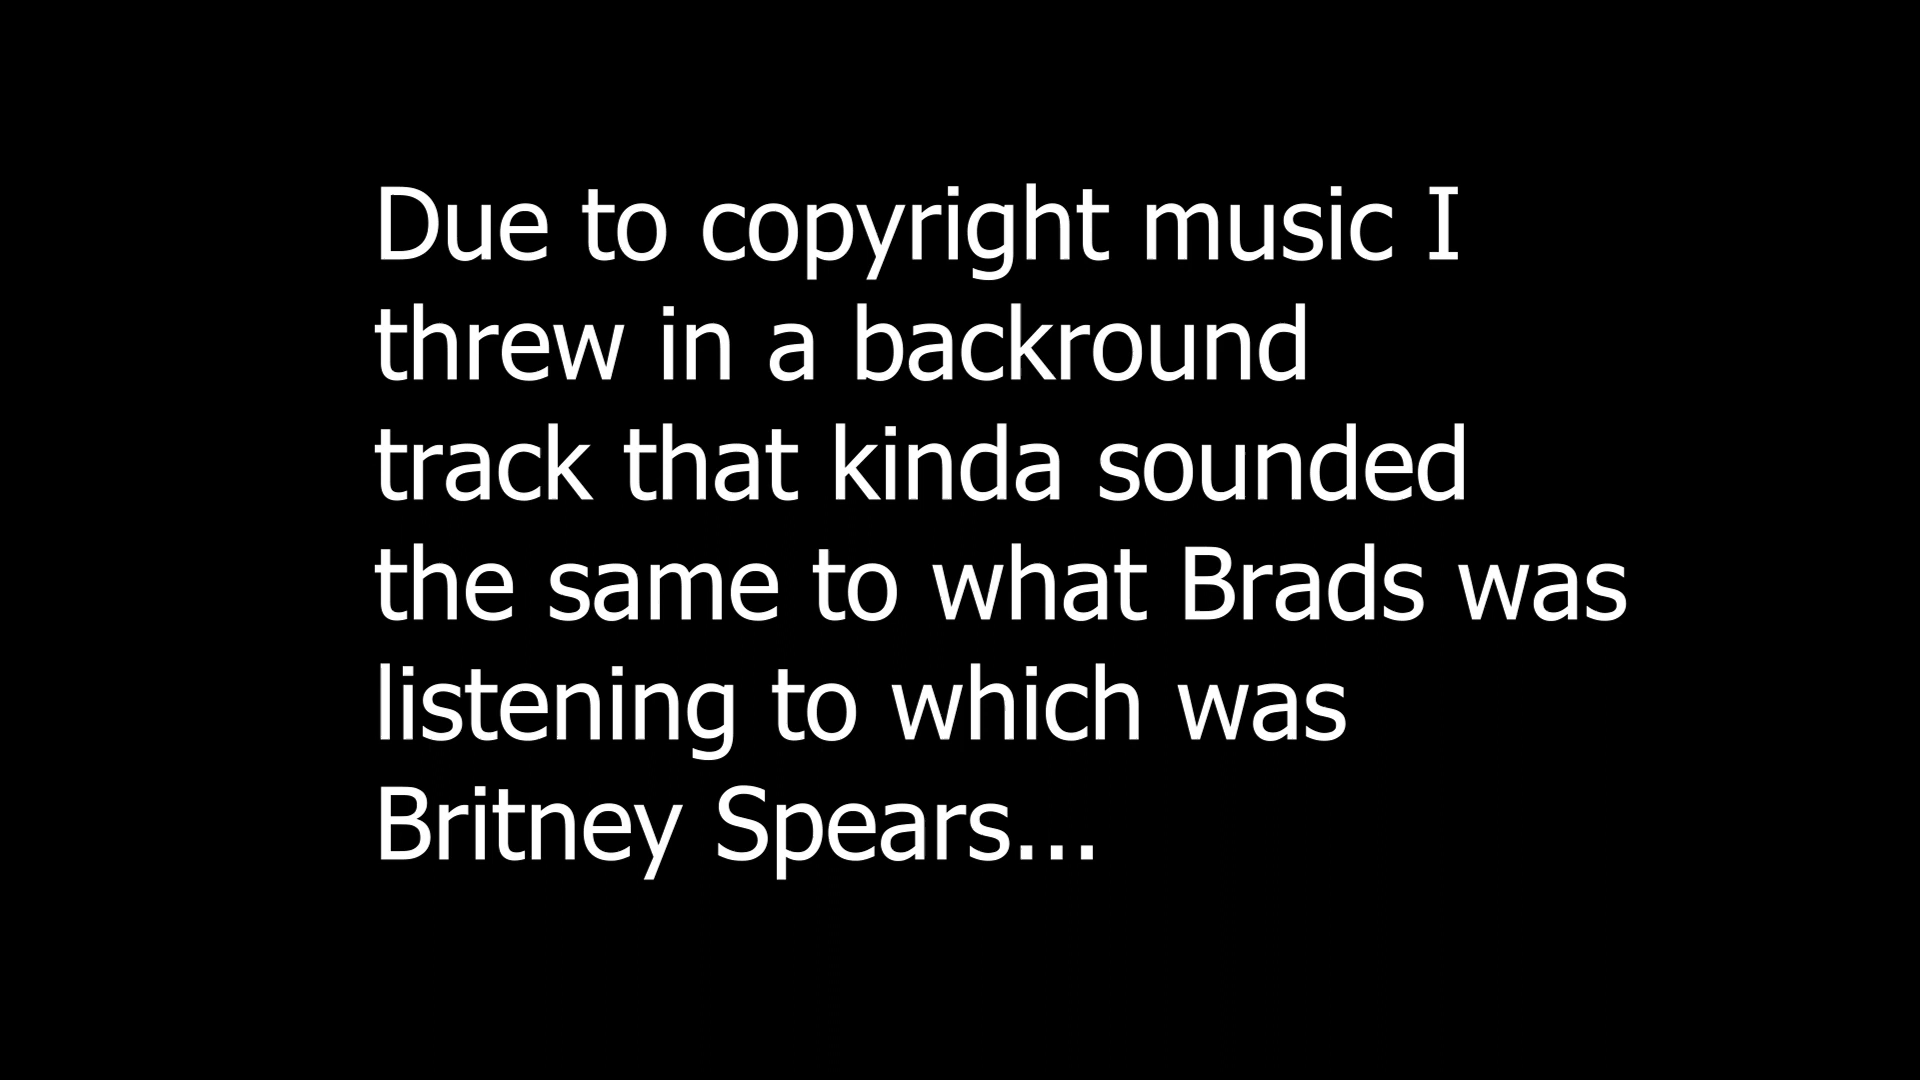 Due to copyright music I
threw in a backround
track that kinda sounded
the same to what Brads was
listening to which was
Britney Spears...